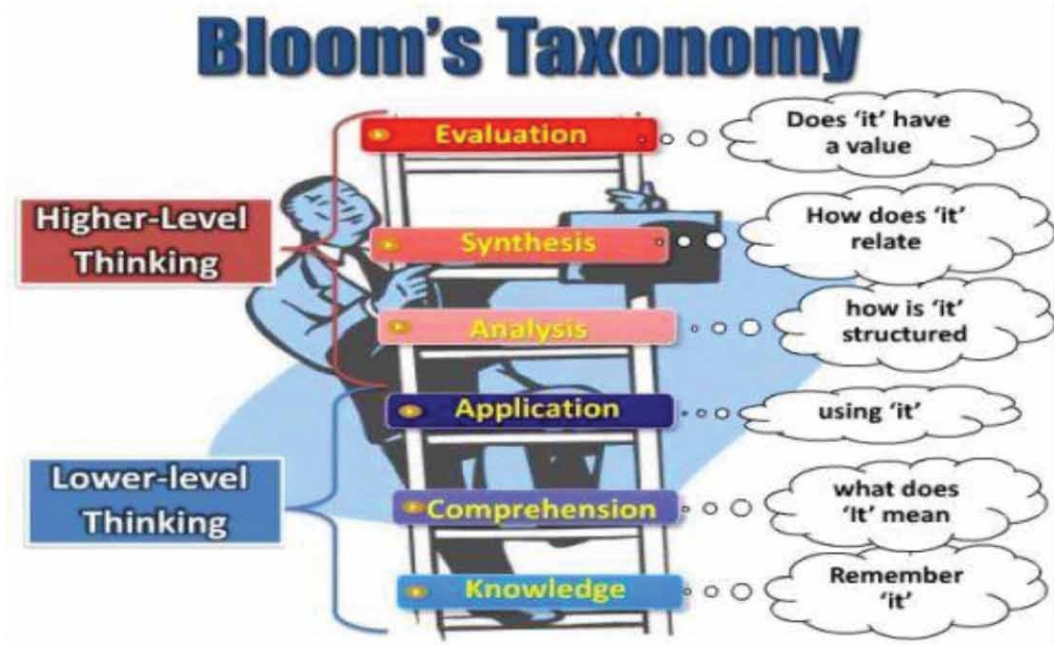 Bloom's Taxonomy
Evaluation
Does 'it' have
a value
Higher-Level
Thinking
Synthesis
How does 'it'
relate
Analysis
how is 'it'
structured
Application
using 'it'
Lower-level
Thinking
Comprehension
what does
'It' mean
Knowledge
Remember
'it'